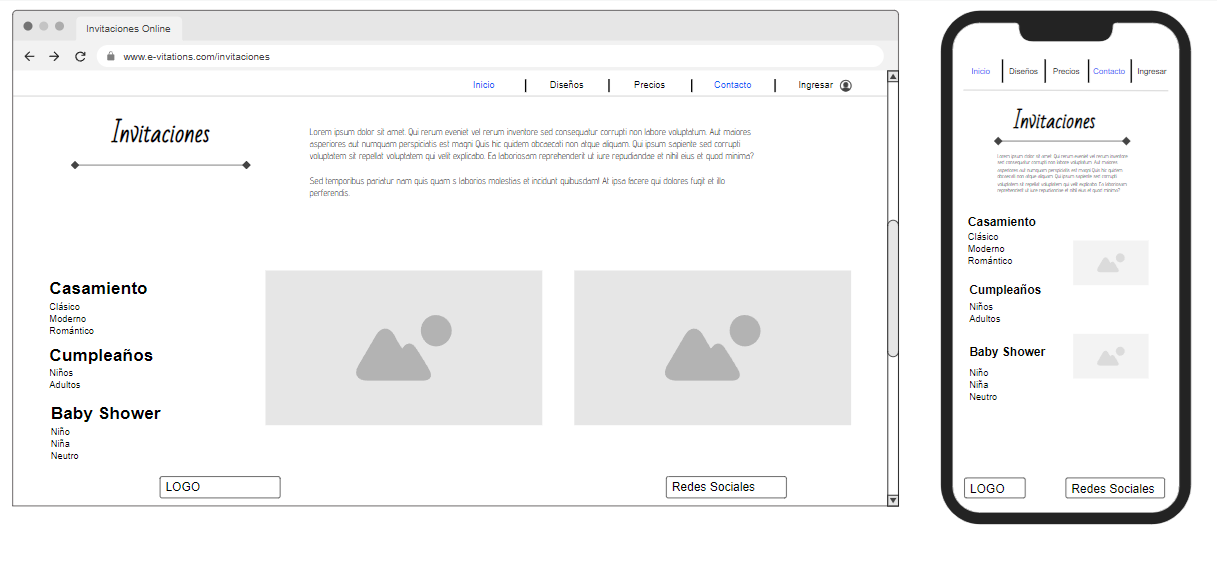 Invitaciones Online
www.e-vitations.com/invitaciones
Inicio
Diseños
Precios
Contacto
Ingresar
Invitaciones
Lorem ipsum dolor sit amet. Qui rerum eveniet vel rerum inventore sed consequatur corrupti non labore voluptatum. Aut maiores
asperiores aut numquam perspiciatis est magni Quis hic quidem obcaecati non atque aliquam. Qui ipsum sapiente sed corrupti
voluptatem sit repellat voluptatem qui velit explicabo. Ea laboriosam reprehenderit ut iure repudiandae et nihil eius et quod minima?
Sed temporibus pariatur nam quis quam s laborios molestias et incidunt quibusdam! At ipsa facere qui dolores fugit et illo
perferendis.
Casamiento
Clásico
Moderno
Romántico
Cumpleaños
Niños
Adultos
Baby Shower
Niño
Niña
Neutro
LOGO
Redes Sociales
Inicio
Diseños
Precios
Contacto
Ingresar
Invitaciones
Lorem ipsum dolor sit amet. Qui rerum eveniet vel rerum inventore
sed consequatur corrupti non labore voluptatum. Aut maiores
asperiores aut numquam perspiciatis est magni Quis hic quidem
obcaecati non atque aliquam. Qui ipsum sapiente sed corrupti
voluptatem sit repellat voluptatem qui velit explicabo. Ea laboriosam
reprehenderit ut iure repudiandae et nihil eius et quod minima?
Casamiento
Clásico
Moderno
Romántico
Cumpleaños
Niños
Adultos
Baby Shower
Niño
Niña
Neutro
LOGO
Redes Sociales